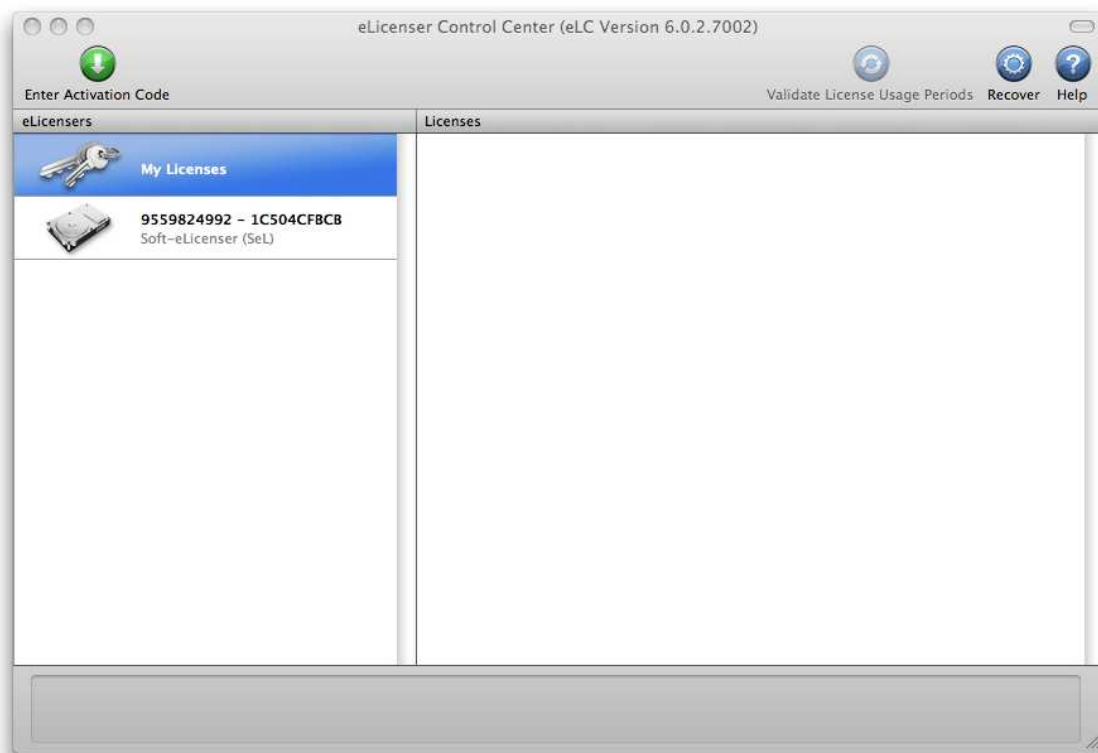 eLicenser Control Center (eLC Version 6.0.2.7002)
Enter Activation Code
Validate License Usage Periods
Recover
?
Help
eLicensers
Licenses
My Licenses
9559824992 - 1C504CFBCB
Soft-eLicenser (SeL)